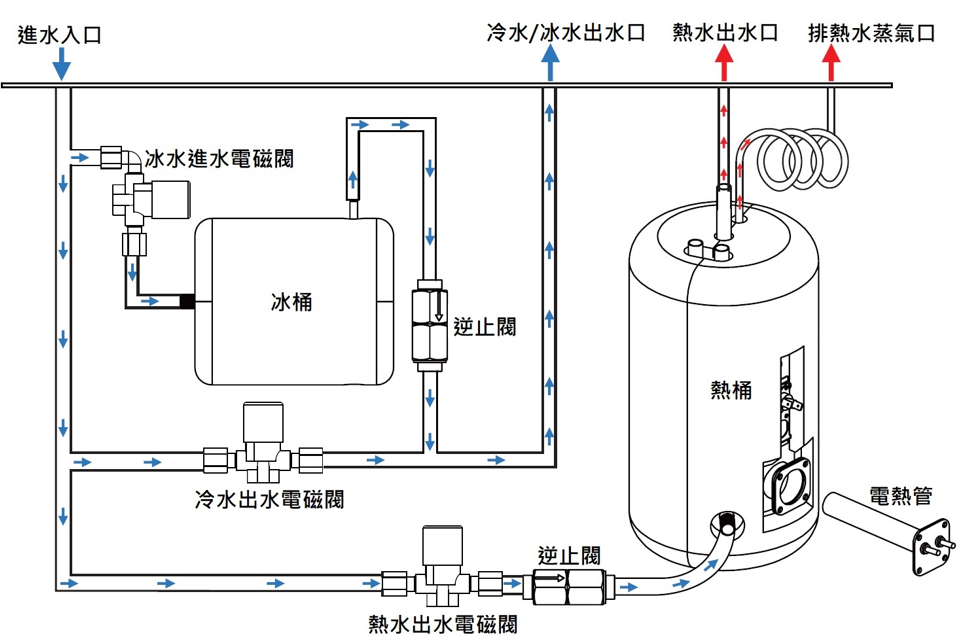 進水入口
冷水/冰水出水口
熱水出水口
排熱水蒸氣口
冰水進水電磁閥
冰桶
逆止閥
熱桶
冷水出水電磁閥
電熱管
逆止閥
熱水出水電磁閥